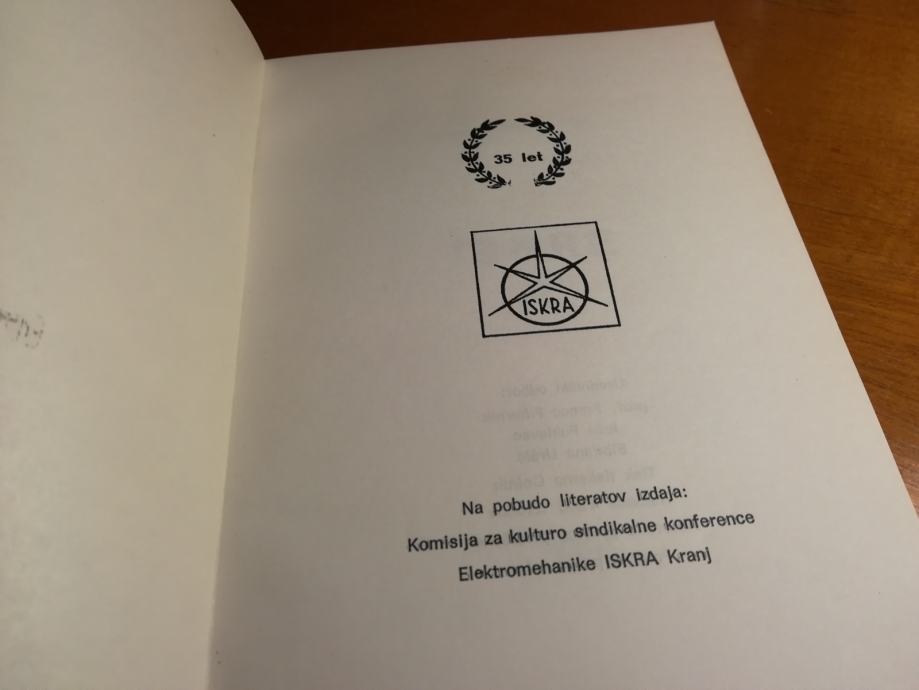 35 let
ISKRA
Na pobudo literatov izdaja:
Komisija za kulturo sindikalne konference
Elektromehanike ISKRA Kranj